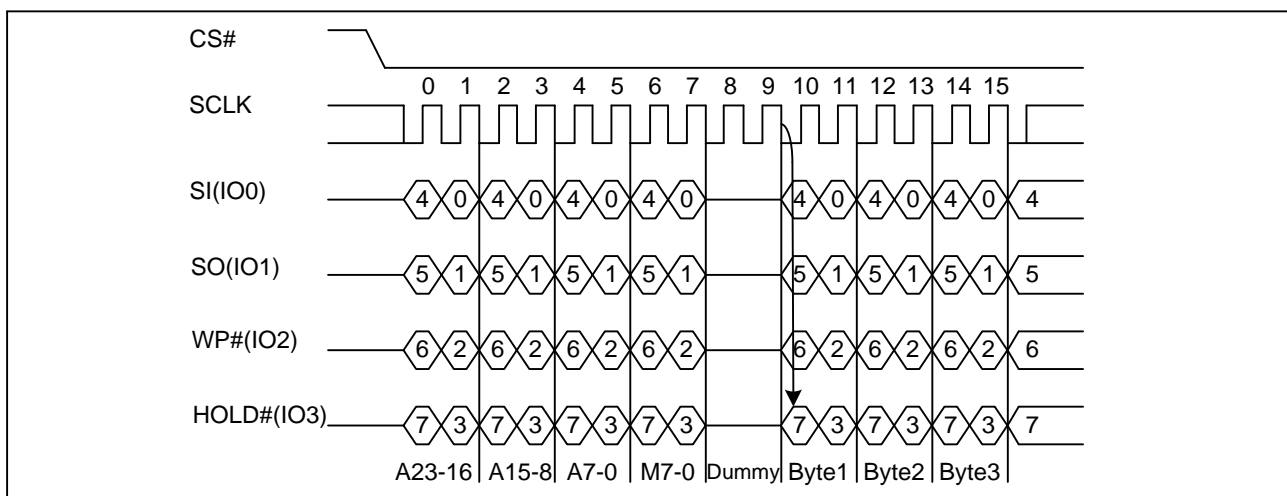 CS#
0 1 2 3 4 5 6 7 8 9 10 11 12 13 14 15
SCLK
SI(IO0) 4 0 4 0 4 0 4 0 4 0 4 0 4 0 4
SO(IO1) 5 1 5 1 5 1 5 1 5 1 5 1 5 1 5
WP#(IO2) 6 2 6 2 6 2 6 2 6 2 6 2 6 2 6
HOLD#(IO3) 7 3 7 3 7 3 7 3 7 3 7 3 7 3 7
A23-16 A15-8 A7-0 M7-0 Dummy Byte1 Byte2 Byte3